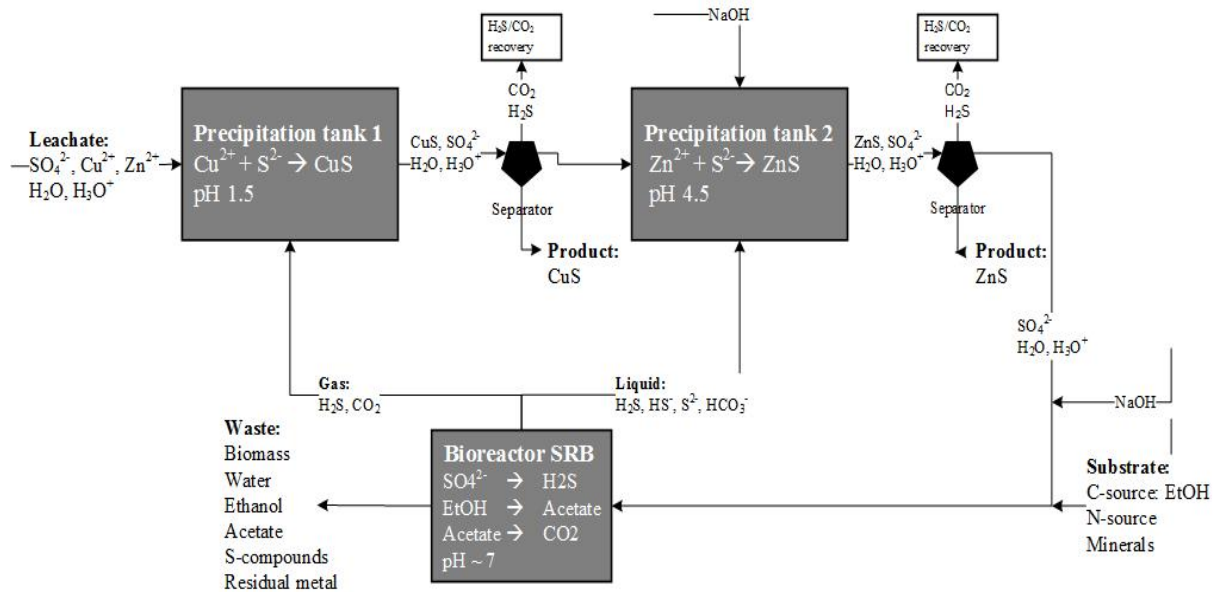 H₂S/CO₂
recovery
CO₂
H₂S
NaOH
H₂S/CO₂
recovery
CO₂
H₂S
Leachate:
SO₄²⁻, Cu²⁺, Zn²⁺
H₂O, H₃O⁺
Precipitation tank 1
Cu²⁺ + S²⁻ → CuS
pH 1.5
CuS, SO₄²⁻
H₂O, H₃O⁺
Separator
Product:
CuS
Precipitation tank 2
Zn²⁺ + S²⁻ → ZnS
pH 4.5
ZnS, SO₄²⁻
H₂O, H₃O⁺
Separator
Product:
ZnS
SO₄²⁻
H₂O, H₃O⁺
Gas:
H₂S, CO₂
Liquid:
H₂S, HS⁻, S²⁻, HCO₃⁻
NaOH
Waste:
Biomass
Water
Ethanol
Acetate
S-compounds
Residual metal
Bioreactor SRB
SO4²⁻ → H2S
EtOH → Acetate
Acetate → CO2
pH ~ 7
Substrate:
C-source: EtOH
N-source
Minerals